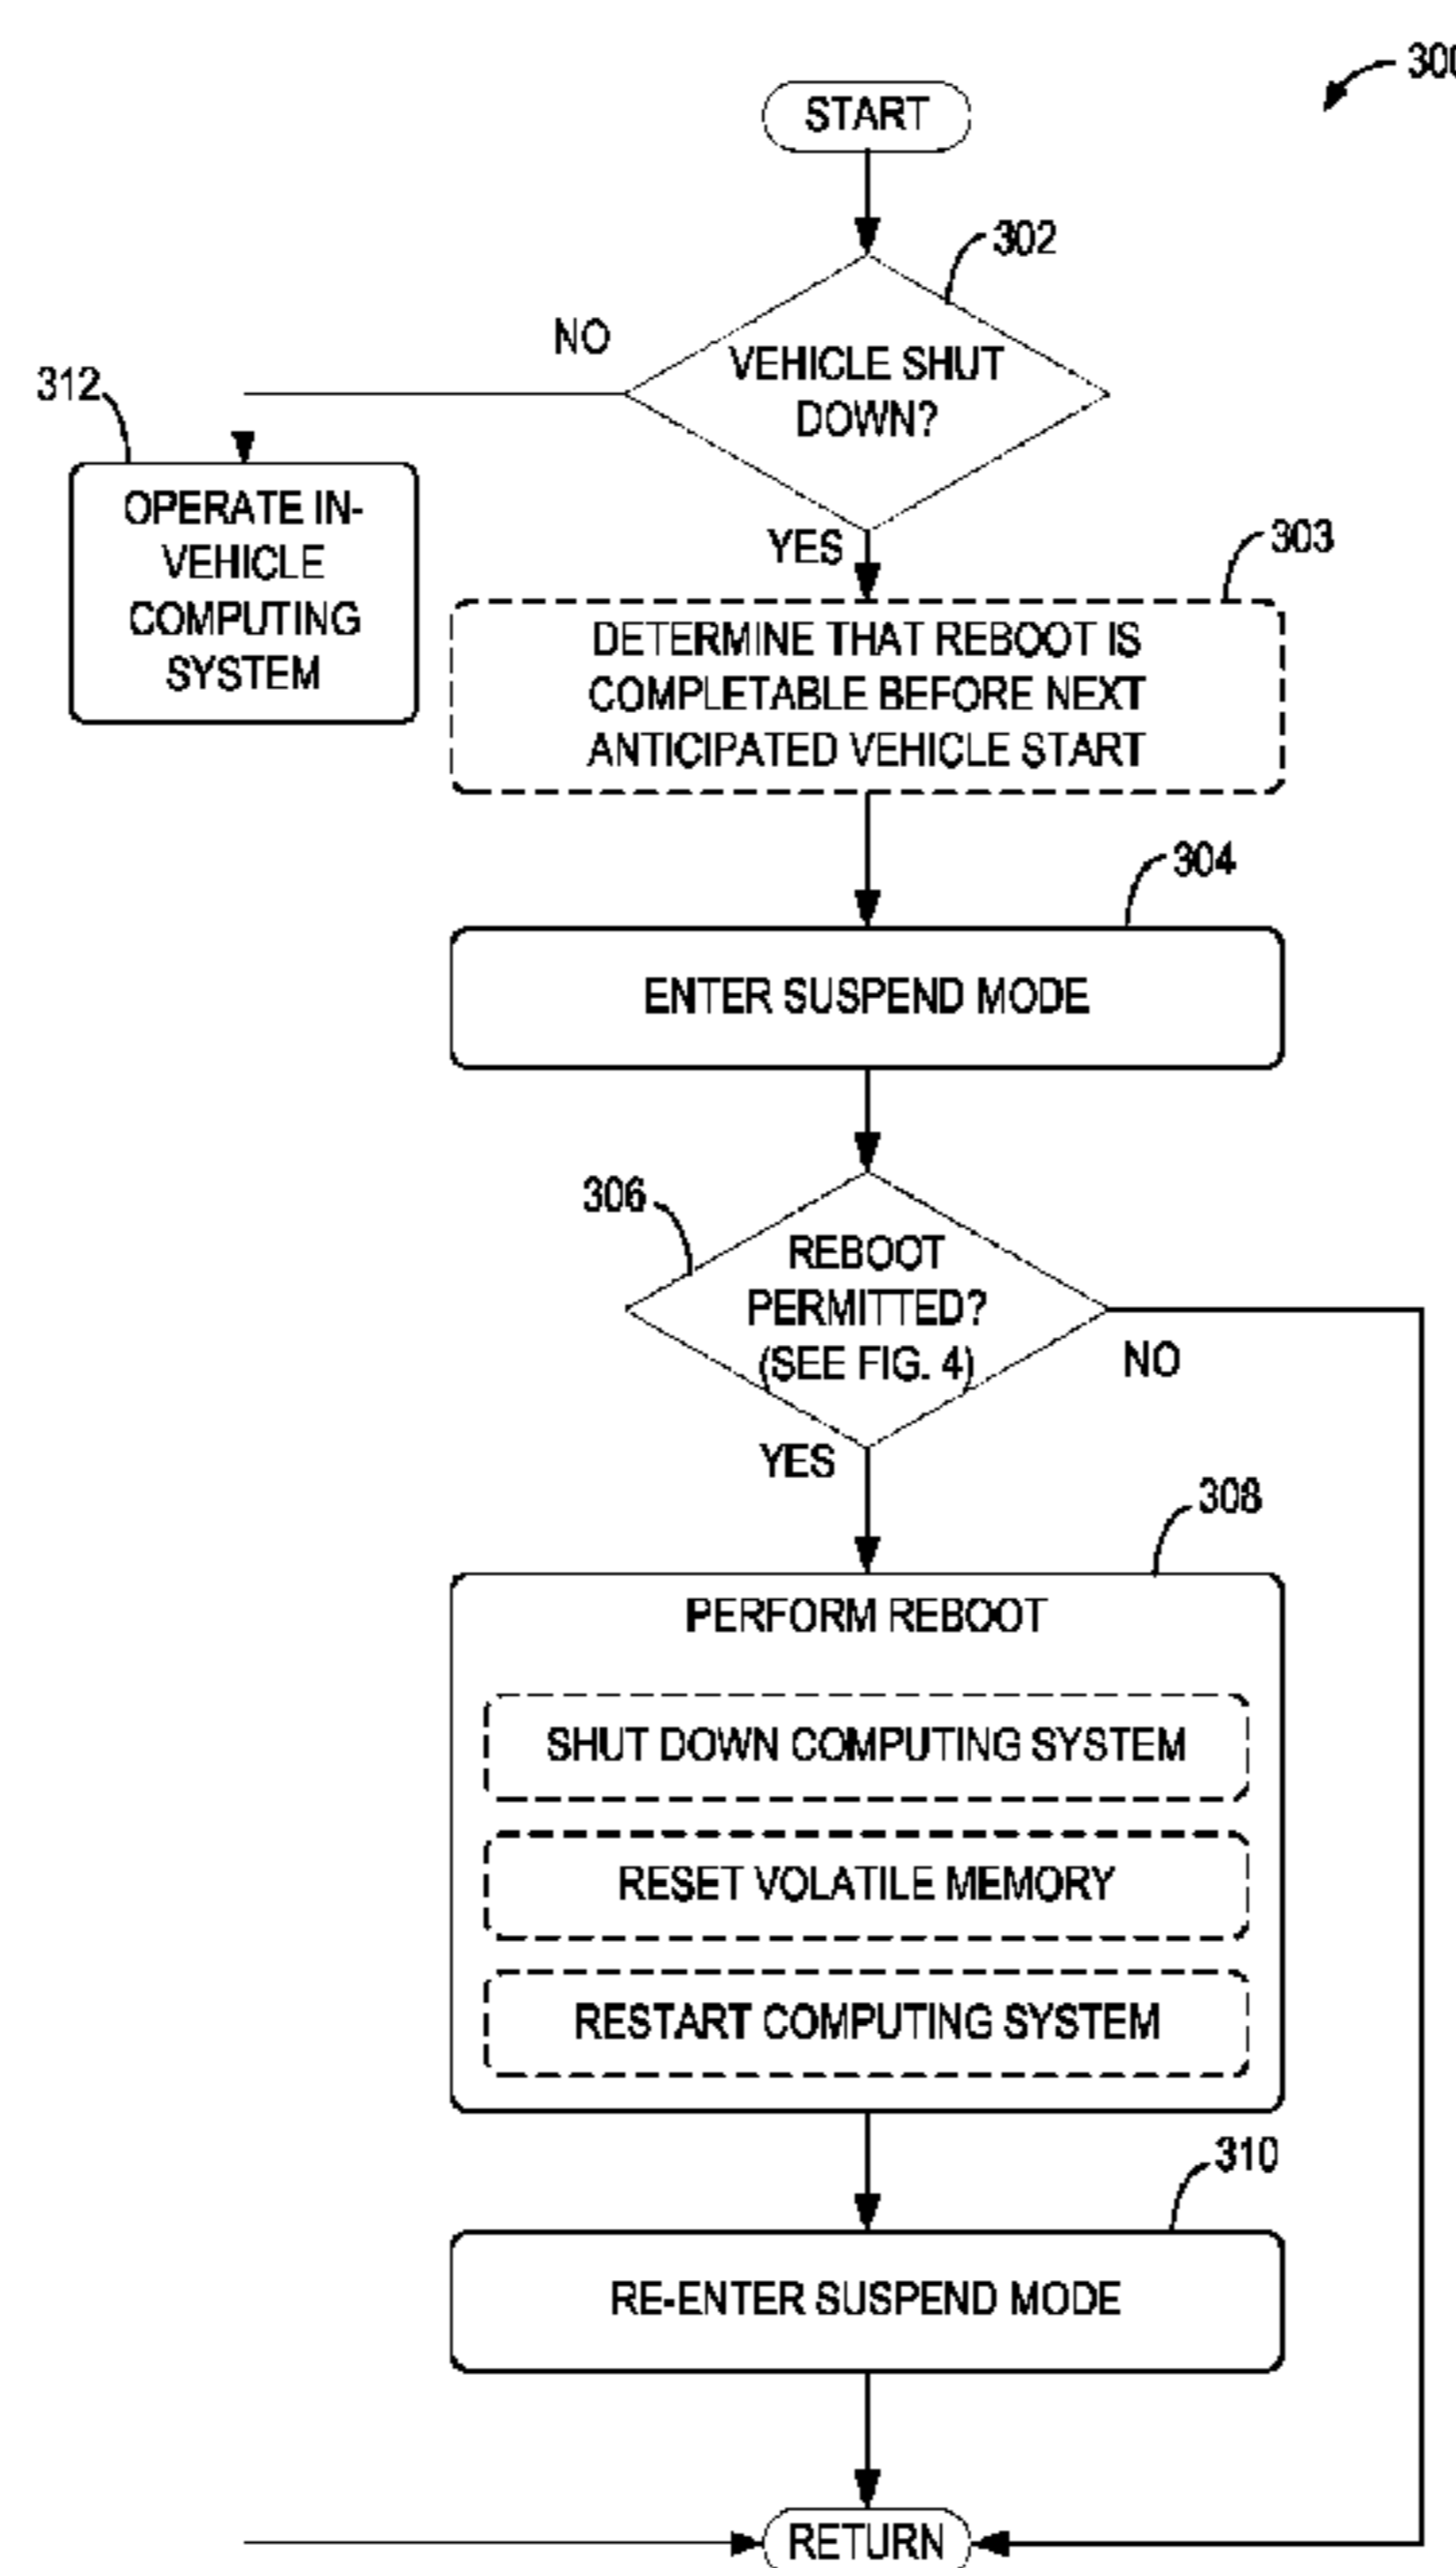 300
START
302
NO
VEHICLE SHUT
DOWN?
312
OPERATE IN-
VEHICLE
COMPUTING
SYSTEM
YES
303
DETERMINE THAT REBOOT IS
COMPLETABLE BEFORE NEXT
ANTICIPATED VEHICLE START
304
ENTER SUSPEND MODE
306
REBOOT
PERMITTED?
(SEE FIG. 4)
NO
YES
308
PERFORM REBOOT
SHUT DOWN COMPUTING SYSTEM
RESET VOLATILE MEMORY
RESTART COMPUTING SYSTEM
310
RE-ENTER SUSPEND MODE
RETURN